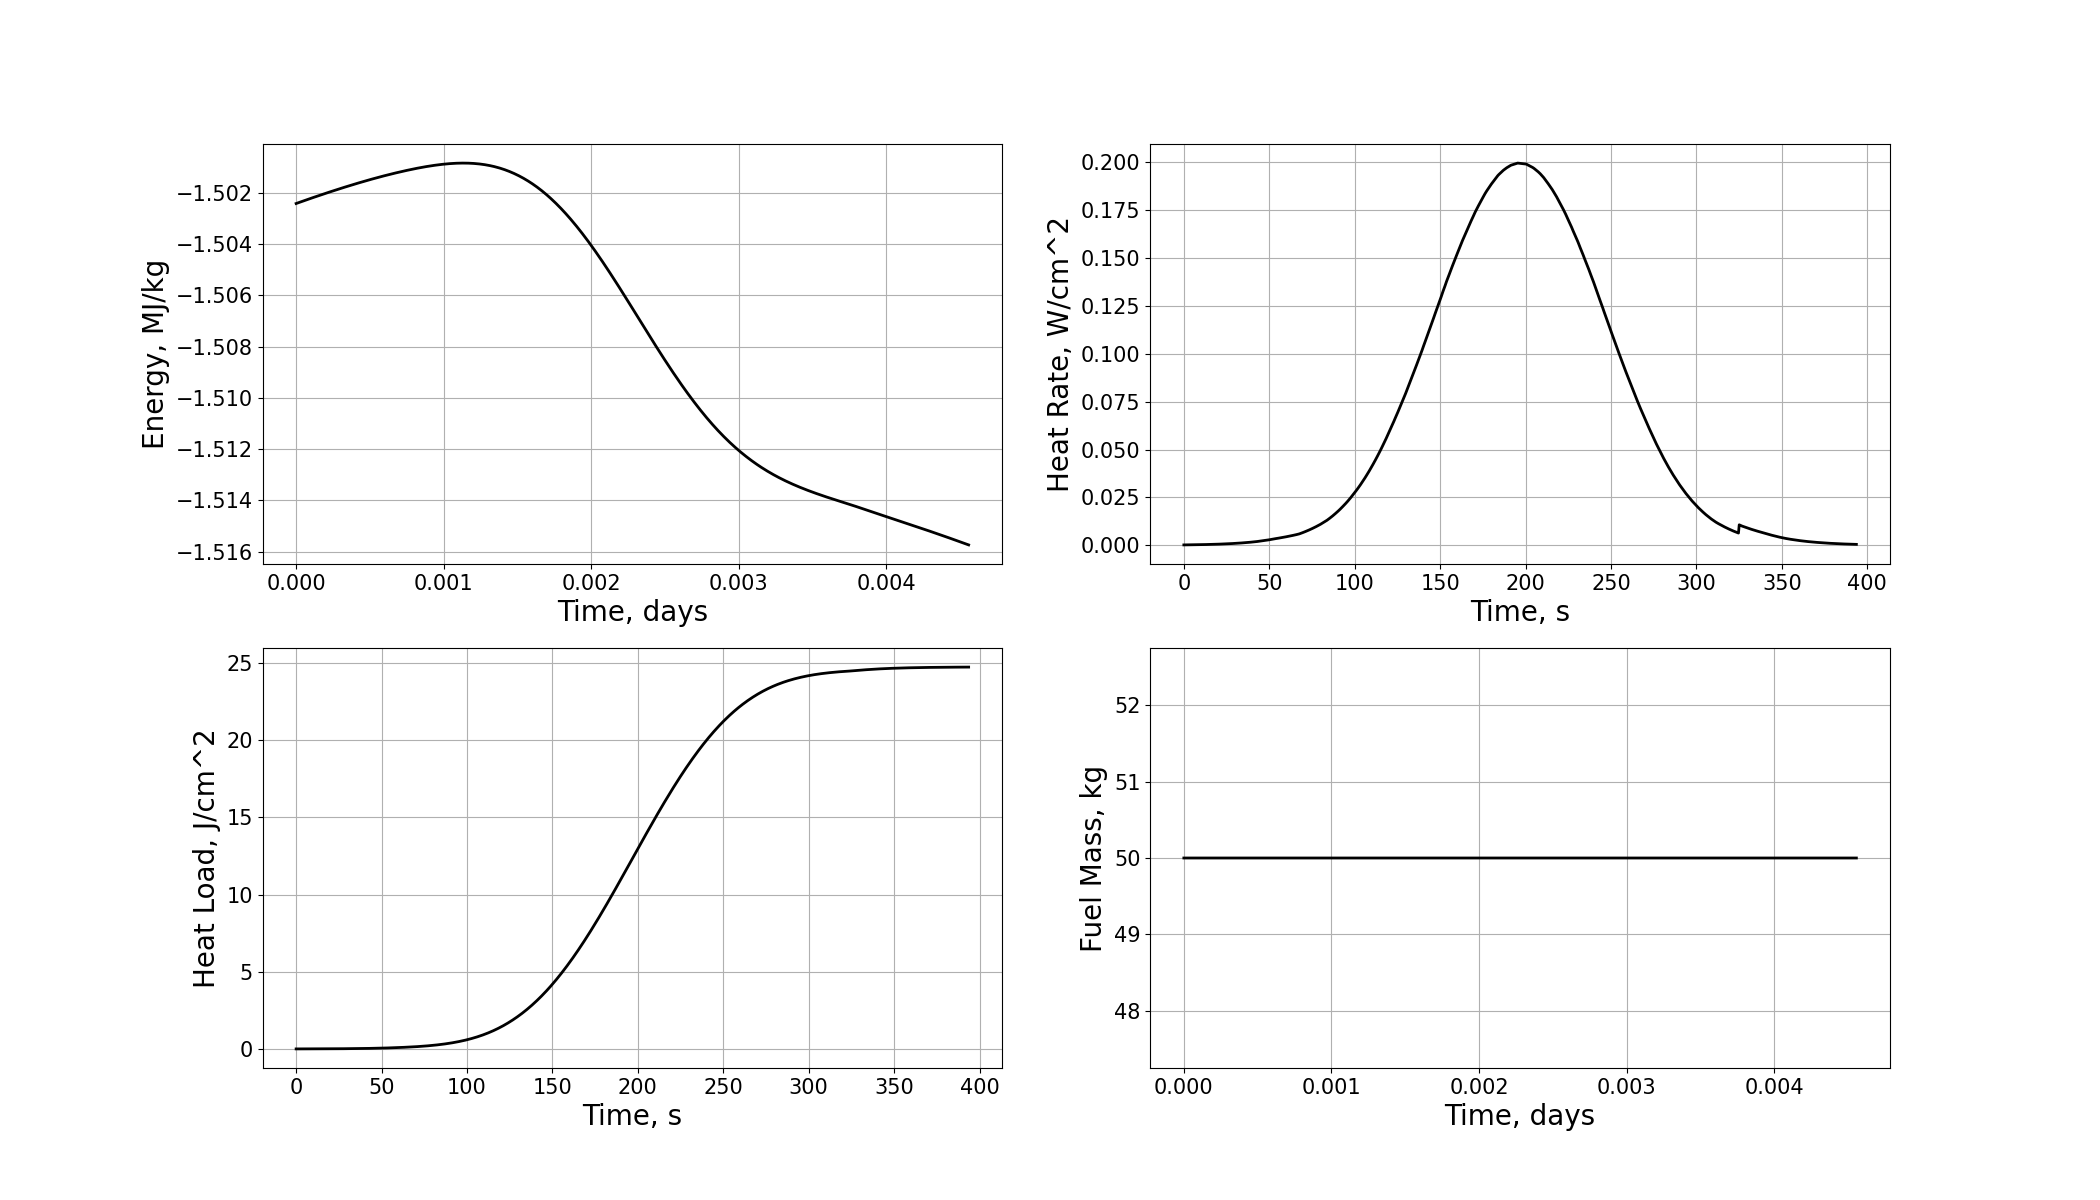 Energy, MJ/kg
−1.502
−1.504
−1.506
−1.508
−1.510
−1.512
−1.514
−1.516
0.000 0.001 0.002 0.003 0.004
Time, days
Heat Rate, W/cm^2
0.200
0.175
0.150
0.125
0.100
0.075
0.050
0.025
0.000
0 50 100 150 200 250 300 350 400
Time, s
Heat Load, J/cm^2
25
20
15
10
5
0
0 50 100 150 200 250 300 350 400
Time, s
Fuel Mass, kg
52
51
50
49
48
0.000 0.001 0.002 0.003 0.004
Time, days